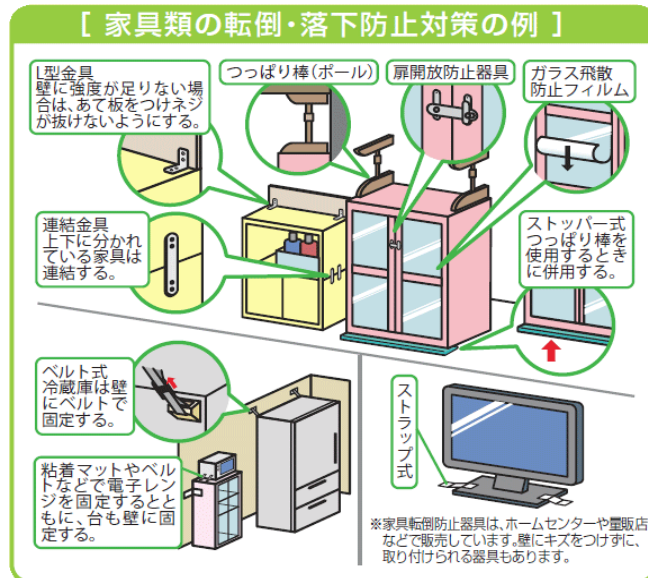 [ 家具類の転倒・落下防止対策の例 ]
L型金具
壁に強度が足りない場
合は、あて板をつけネジ
が抜けないようにする。
つっぱり棒(ポール)
扉開放防止器具
ガラス飛散
防止フィルム
連結金具
上下に分かれ
ている家具は
連結する。
ストッパー式
つっぱり棒を
使用するとき
に併用する。
ベルト式
冷蔵庫は壁
にベルトで
固定する。
粘着マットやベル
トなどで電子レン
ジを固定するとと
もに、台も壁に固
定する。
ストラップ式
※家具転倒防止器具は、ホームセンターや量販店
などで販売しています。壁にキズをつけずに、
取り付けられる器具もあります。